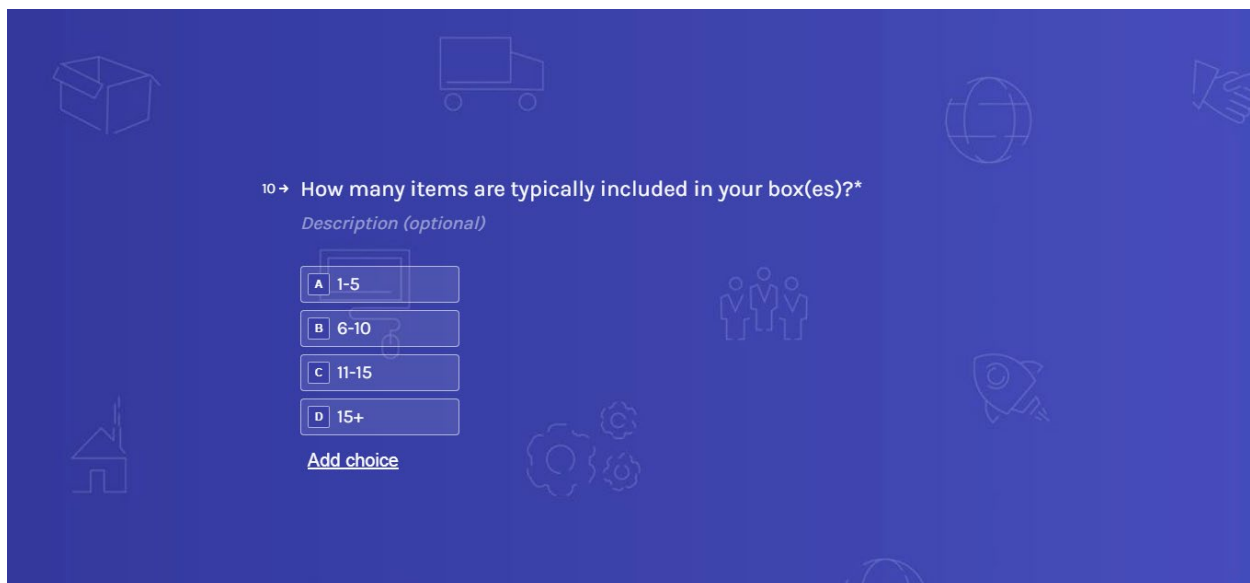 10→ How many items are typically included in your box(es)?*
Description (optional)
A 1-5
B 6-10
C 11-15
D 15+
Add choice